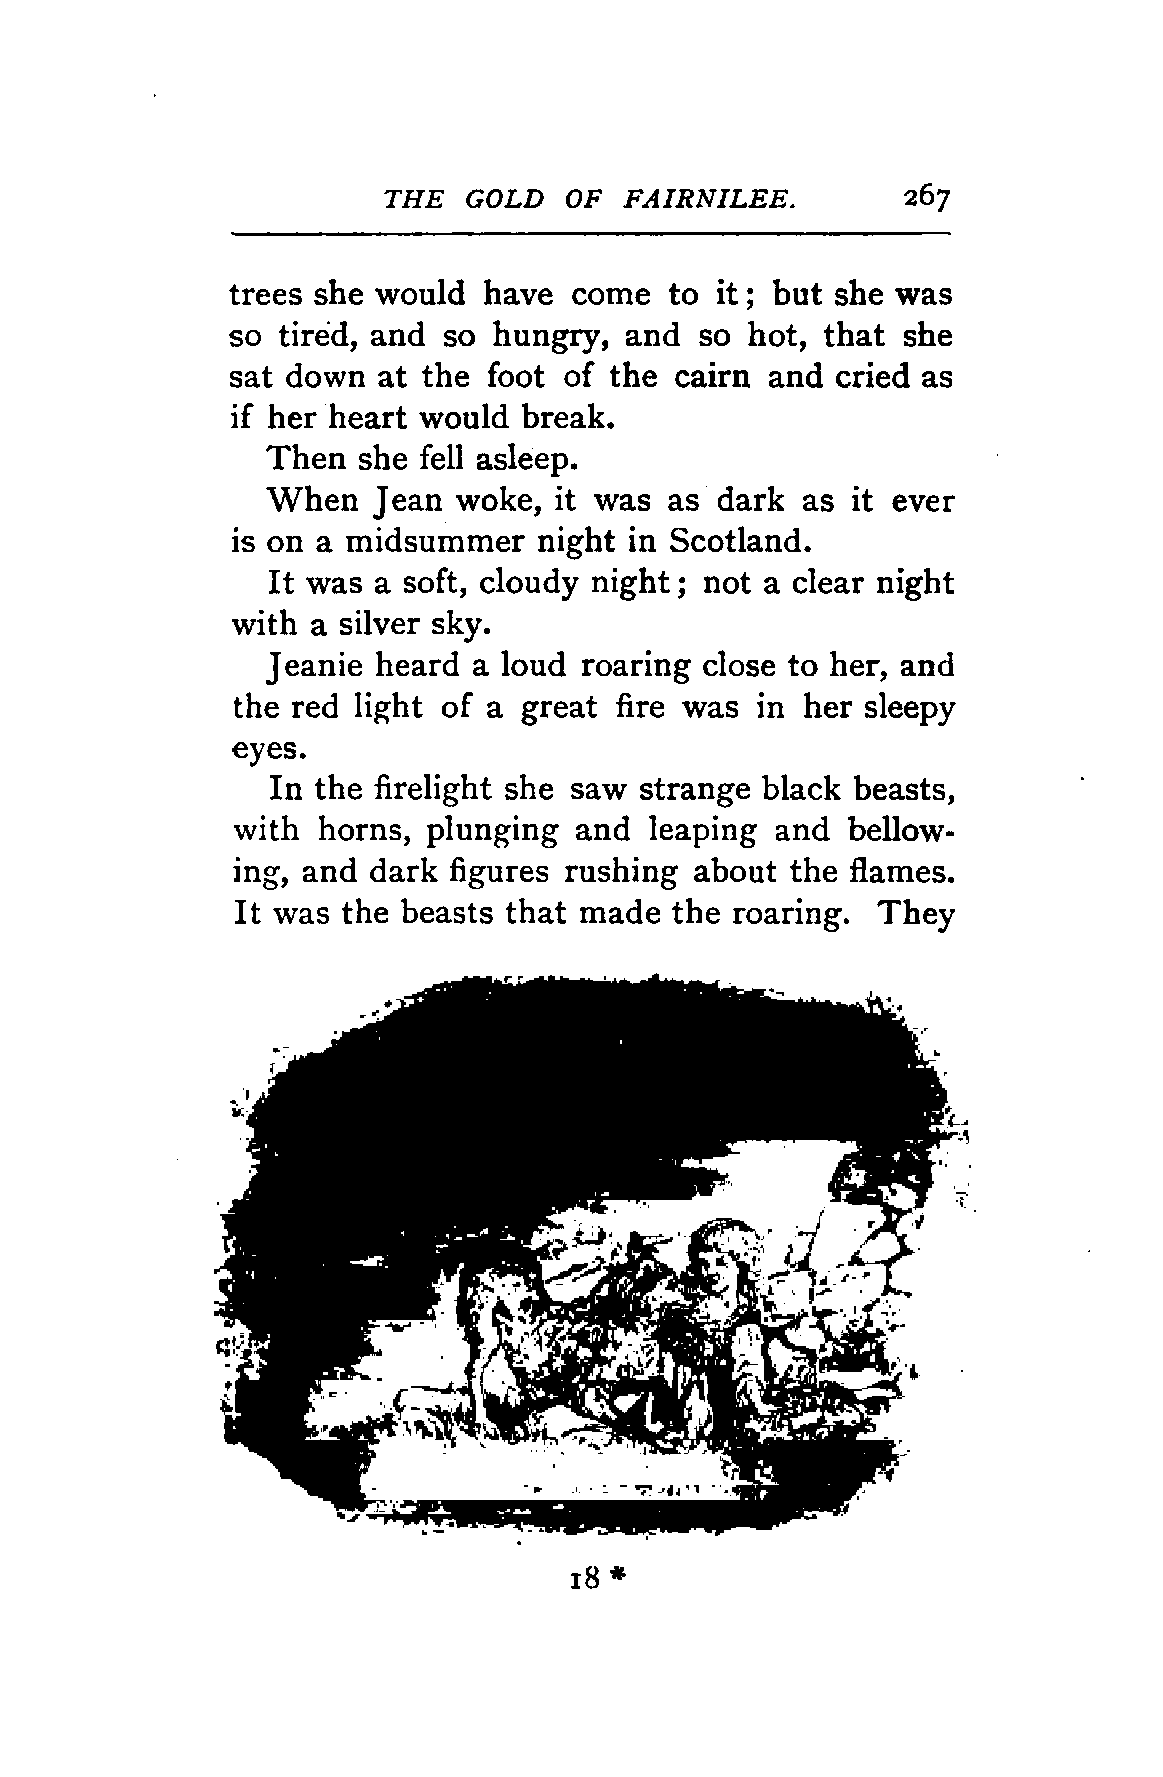 THE GOLD OF FAIRNILEE. 267
trees she would have come to it; but she was
so tired, and so hungry, and so hot, that she
sat down at the foot of the cairn and cried as
if her heart would break.
Then she fell asleep.
When Jean woke, it was as dark as it ever
is on a midsummer night in Scotland.
It was a soft, cloudy night; not a clear night
with a silver sky.
Jeanie heard a loud roaring close to her, and
the red light of a great fire was in her sleepy
eyes.
In the firelight she saw strange black beasts,
with horns, plunging and leaping and bellow-
ing, and dark figures rushing about the flames.
It was the beasts that made the roaring. They
18 *